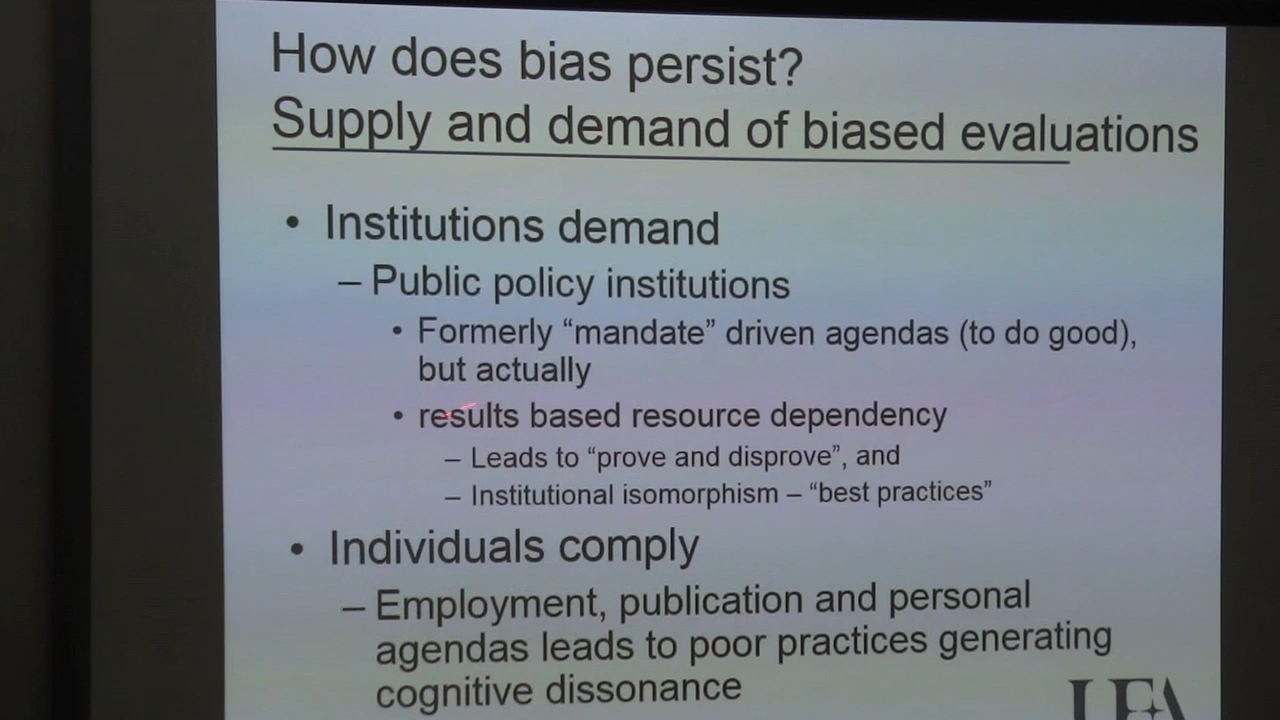 How does bias persist?
Supply and demand of biased evaluations
• Institutions demand
– Public policy institutions
• Formerly “mandate” driven agendas (to do good),
but actually
• results based resource dependency
– Leads to “prove and disprove”, and
– Institutional isomorphism – “best practices”
• Individuals comply
– Employment, publication and personal
agendas leads to poor practices generating
cognitive dissonance